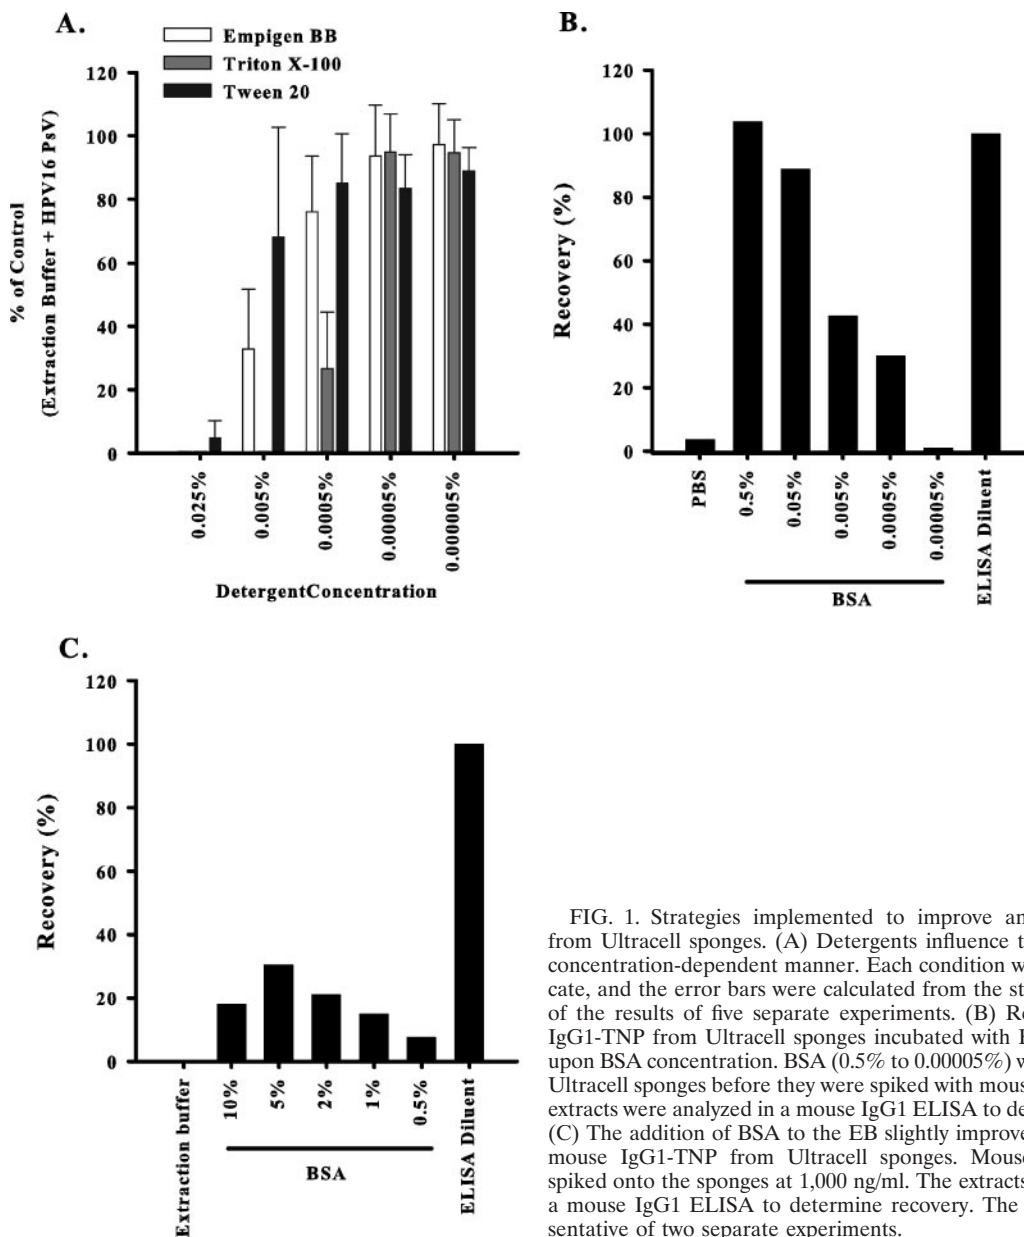 A.
Empigen BB
Triton X-100
Tween 20
% of Control
(Extraction Buffer + HPV16 PsV)
120
100
80
60
40
20
0
0.025%
0.005%
0.0005%
0.00005%
0.000005%
DetergentConcentration
B.
Recovery (%)
120
100
80
60
40
20
0
PBS
0.5%
0.05%
0.005%
0.0005%
0.00005%
ELISA Diluent
BSA
C.
Recovery (%)
120
100
80
60
40
20
0
Extraction buffer
10%
5%
2%
1%
0.5%
ELISA Diluent
BSA
FIG. 1. Strategies implemented to improve an
from Ultracell sponges. (A) Detergents influence t
concentration-dependent manner. Each condition w
cate, and the error bars were calculated from the st
of the results of five separate experiments. (B) Re
IgG1-TNP from Ultracell sponges incubated with
upon BSA concentration. BSA (0.5% to 0.00005%) w
Ultracell sponges before they were spiked with mous
extracts were analyzed in a mouse IgG1 ELISA to de
(C) The addition of BSA to the EB slightly improve
mouse IgG1-TNP from Ultracell sponges. Mouse
spiked onto the sponges at 1,000 ng/ml. The extracts
a mouse IgG1 ELISA to determine recovery. The
sentative of two separate experiments.